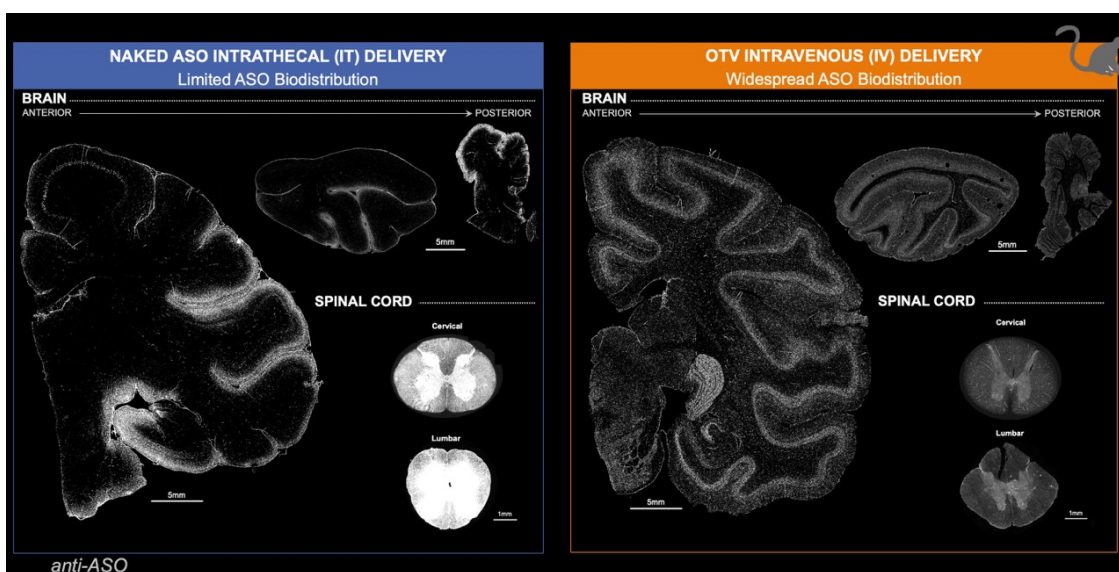 NAKED ASO INTRATHECAL (IT) DELIVERY
Limited ASO Biodistribution
BRAIN
ANTERIOR
POSTERIOR
5mm
5mm
SPINAL CORD
Cervical
Lumbar
1mm
OTV INTRAVENOUS (IV) DELIVERY
Widespread ASO Biodistribution
BRAIN
ANTERIOR
POSTERIOR
5mm
5mm
SPINAL CORD
Cervical
Lumbar
1mm
anti-ASO